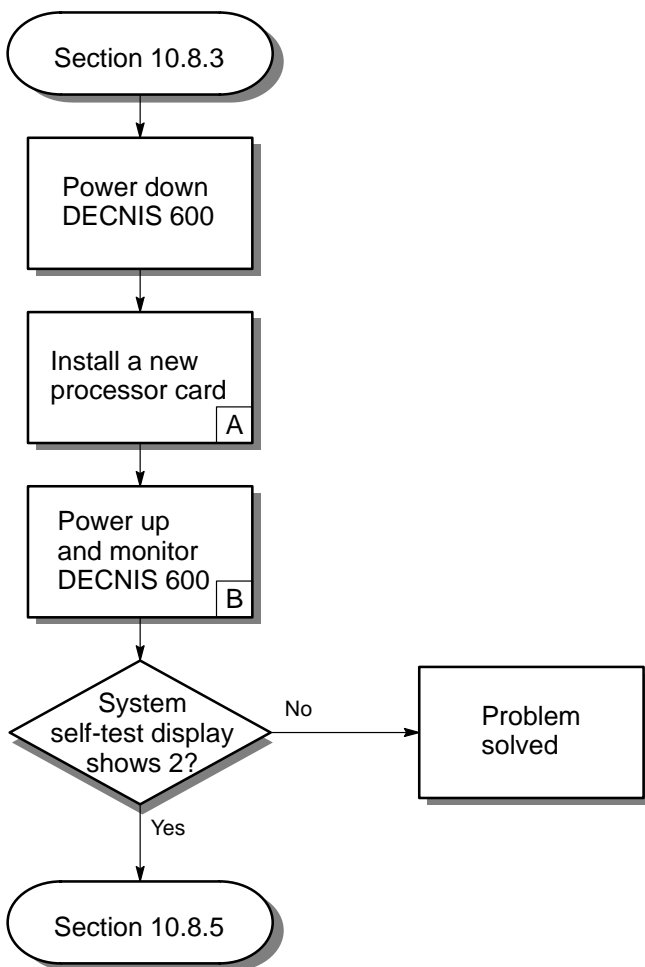 Section 10.8.3
Power down
DECNIS 600
Install a new
processor card
A
Power up
and monitor
DECNIS 600
B
System
self-test display
shows 2?
No
Problem
solved
Yes
Section 10.8.5